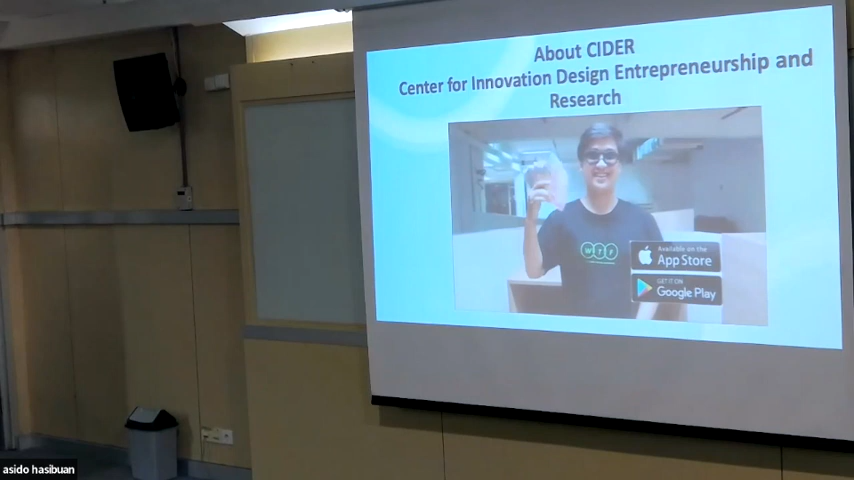 About CIDER
Center for Innovation Design Entrepreneurship and
Research
WTF
Available on the
App Store
GET IT ON
Google Play
asido hasibuan